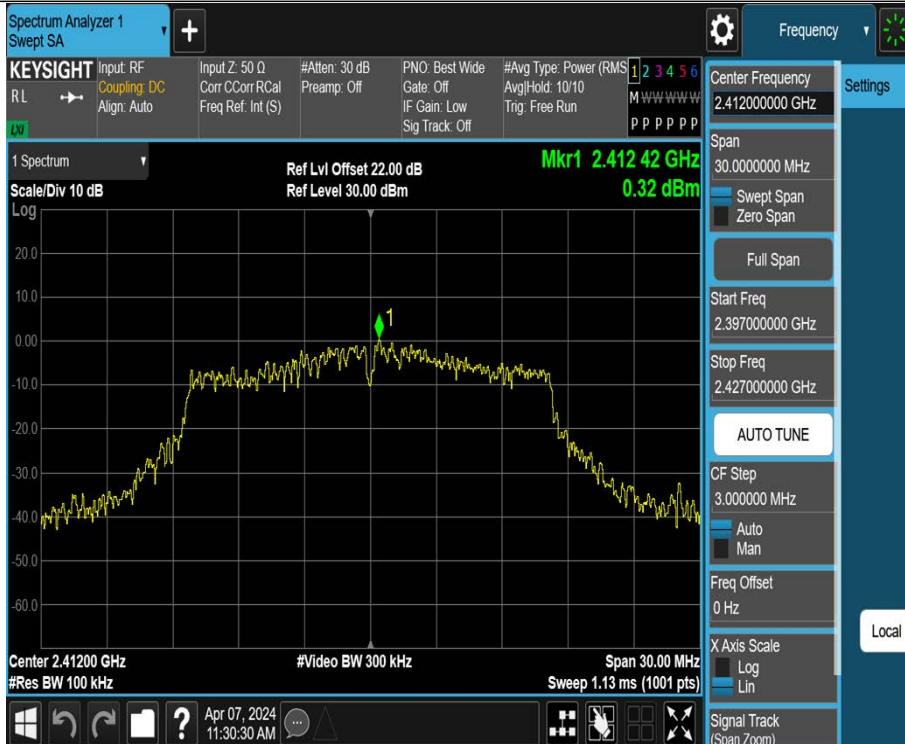 Spectrum Analyzer 1
Swept SA
+
Frequency
KEYSIGHT
RL
LXI
Input: RF
Coupling: DC
Align: Auto
Input Z: 50 Ω
Corr CCorr RCal
Freq Ref: Int (S)
#Atten: 30 dB
Preamp: Off
PNO: Best Wide
Gate: Off
IF Gain: Low
Sig Track: Off
#Avg Type: Power (RMS
Avg|Hold: 10/10
Trig: Free Run
1 2 3 4 5 6
M W W W W W
P P P P P P
1 Spectrum
Scale/Div 10 dB
Log
Ref Lvl Offset 22.00 dB
Ref Level 30.00 dBm
Mkr1 2.412 42 GHz
0.32 dBm
20.0
10.0
0.00
-10.0
-20.0
-30.0
-40.0
-50.0
-60.0
1
Center 2.41200 GHz
#Res BW 100 kHz
#Video BW 300 kHz
Span 30.00 MHz
Sweep 1.13 ms (1001 pts)
Apr 07, 2024
11:30:30 AM
?
Center Frequency
2.412000000 GHz
Span
30.0000000 MHz
Swept Span
Zero Span
Full Span
Start Freq
2.397000000 GHz
Stop Freq
2.427000000 GHz
AUTO TUNE
CF Step
3.000000 MHz
Auto
Man
Freq Offset
0 Hz
X Axis Scale
Log
Lin
Signal Track
(Span Zoom)
Settings
Local